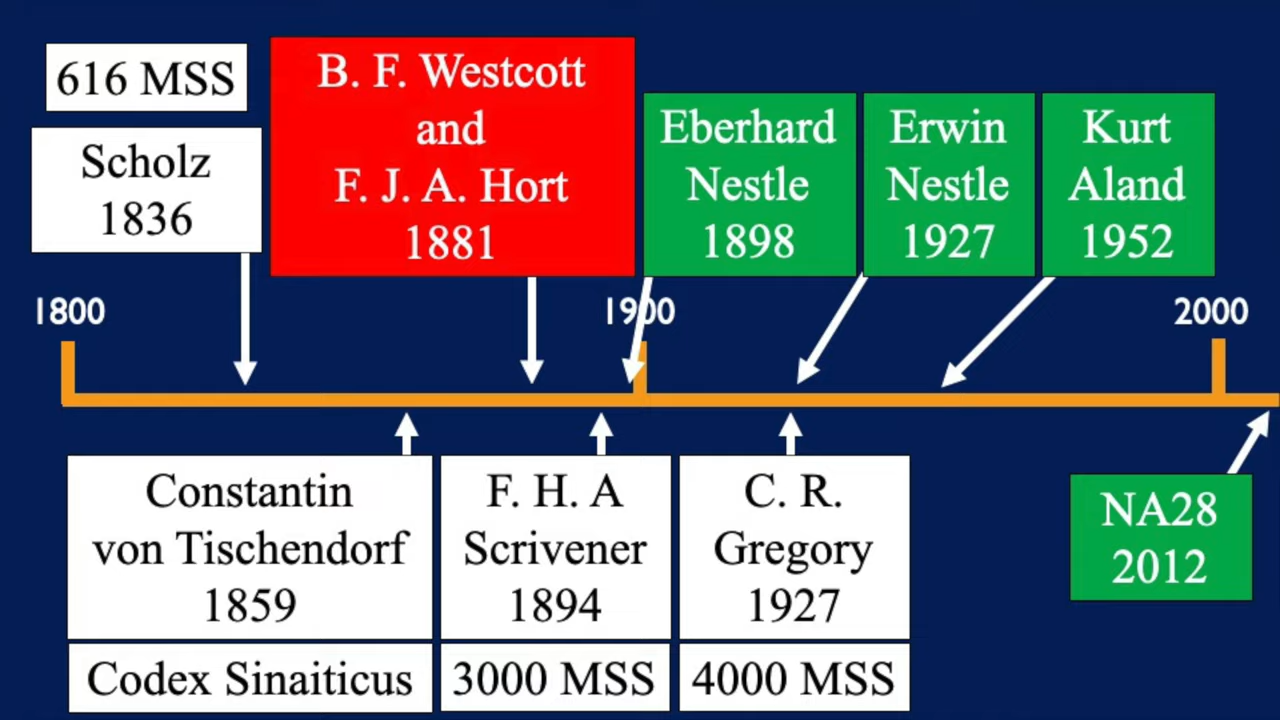 616 MSS
Scholz
1836
B. F. Westcott
and
F. J. A. Hort
1881
Eberhard
Nestle
1898
Erwin
Nestle
1927
Kurt
Aland
1952
1800
1900
2000
Constantin
von Tischendorf
1859
Codex Sinaiticus
F. H. A
Scrivener
1894
3000 MSS
C. R.
Gregory
1927
4000 MSS
NA28
2012